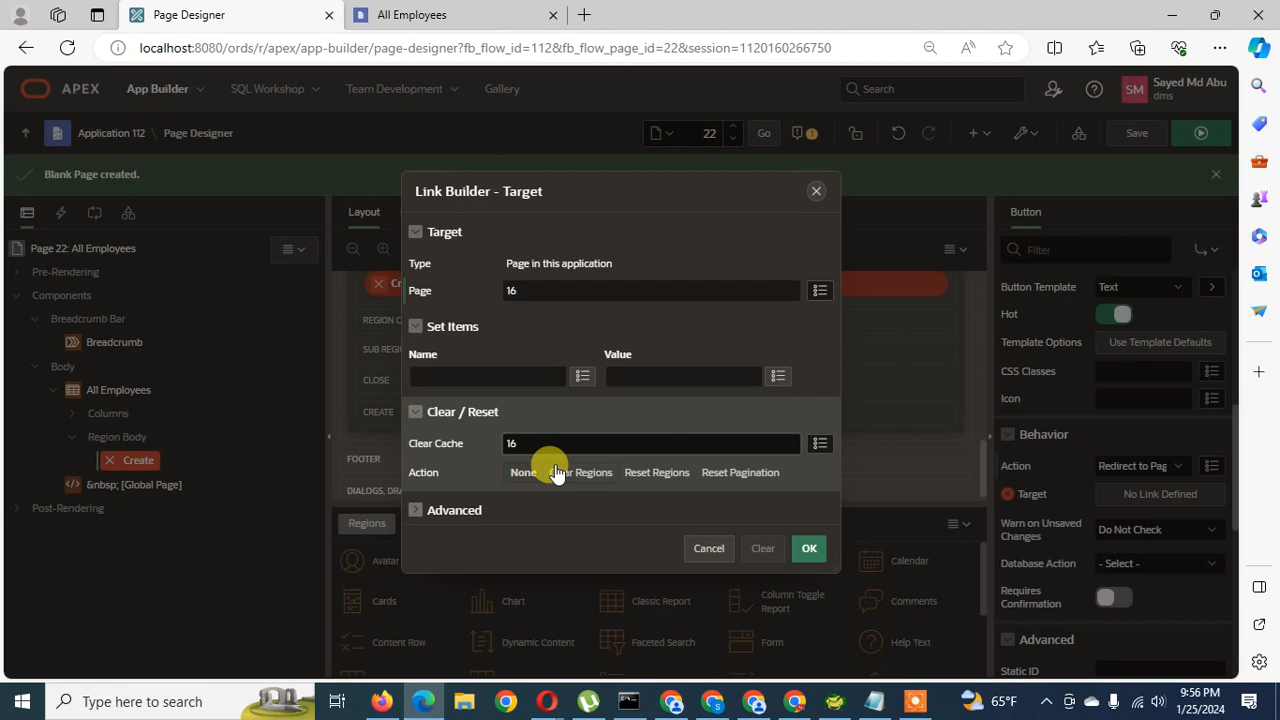 Page Designer
All Employees
localhost:8080/ords/r/apex/app-builder/page-designer?fb_flow_id=112&fb_flow_page_id=22&session=1120160266750
APEX
App Builder
SQL Workshop
Team Development
Gallery
Search
SM
Sayed Md Abu
dms
Application 112
Page Designer
22
Go
1
Save
Blank Page created.
Page 22: All Employees
Pre-Rendering
Components
Breadcrumb Bar
Breadcrumb
Body
All Employees
Columns
Region Body
Create
&nbsp; [Global Page]
Post-Rendering
Layout
SUB REGI
CLOSE
CREATE
FOOTER
Regions
Avatar
Cards
Chart
Classic Report
Column Toggle
Report
Calendar
Comments
Content Row
Dynamic Content
Faceted Search
Form
Help Text
Link Builder - Target
Target
Type
Page in this application
Page
16
Set Items
Name
Value
Clear / Reset
Clear Cache
16
Action
None
Regions
Reset Regions
Reset Pagination
Advanced
Cancel
Clear
OK
Button
Filter
Button Template
Text
Hot
Template Options
Use Template Defaults
CSS Classes
Icon
Behavior
Action
Redirect to Pag
Target
No Link Defined
Warn on Unsaved
Changes
Do Not Check
Database Action
- Select -
Requires
Confirmation
Advanced
Static ID
Type here to search
65°F
9:56 PM
1/25/2024